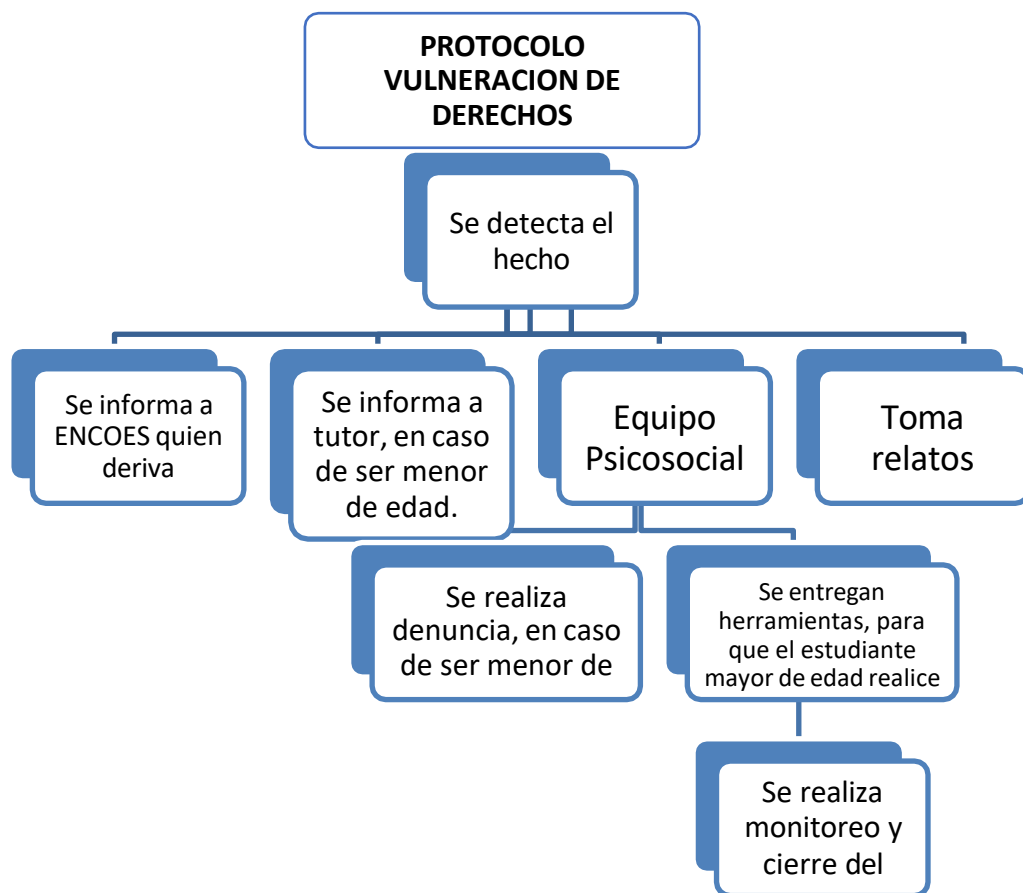 PROTOCOLO
VULNERACION DE
DERECHOS
Se detecta el
hecho
Se informa a
ENCOES quien
deriva
Se informa a
tutor, en caso
de ser menor
de edad.
Equipo
Psicosocial
Toma
relatos
Se realiza
denuncia, en caso
de ser menor de
Se entregan
herramientas, para
que el estudiante
mayor de edad realice
Se realiza
monitoreo y
cierre del